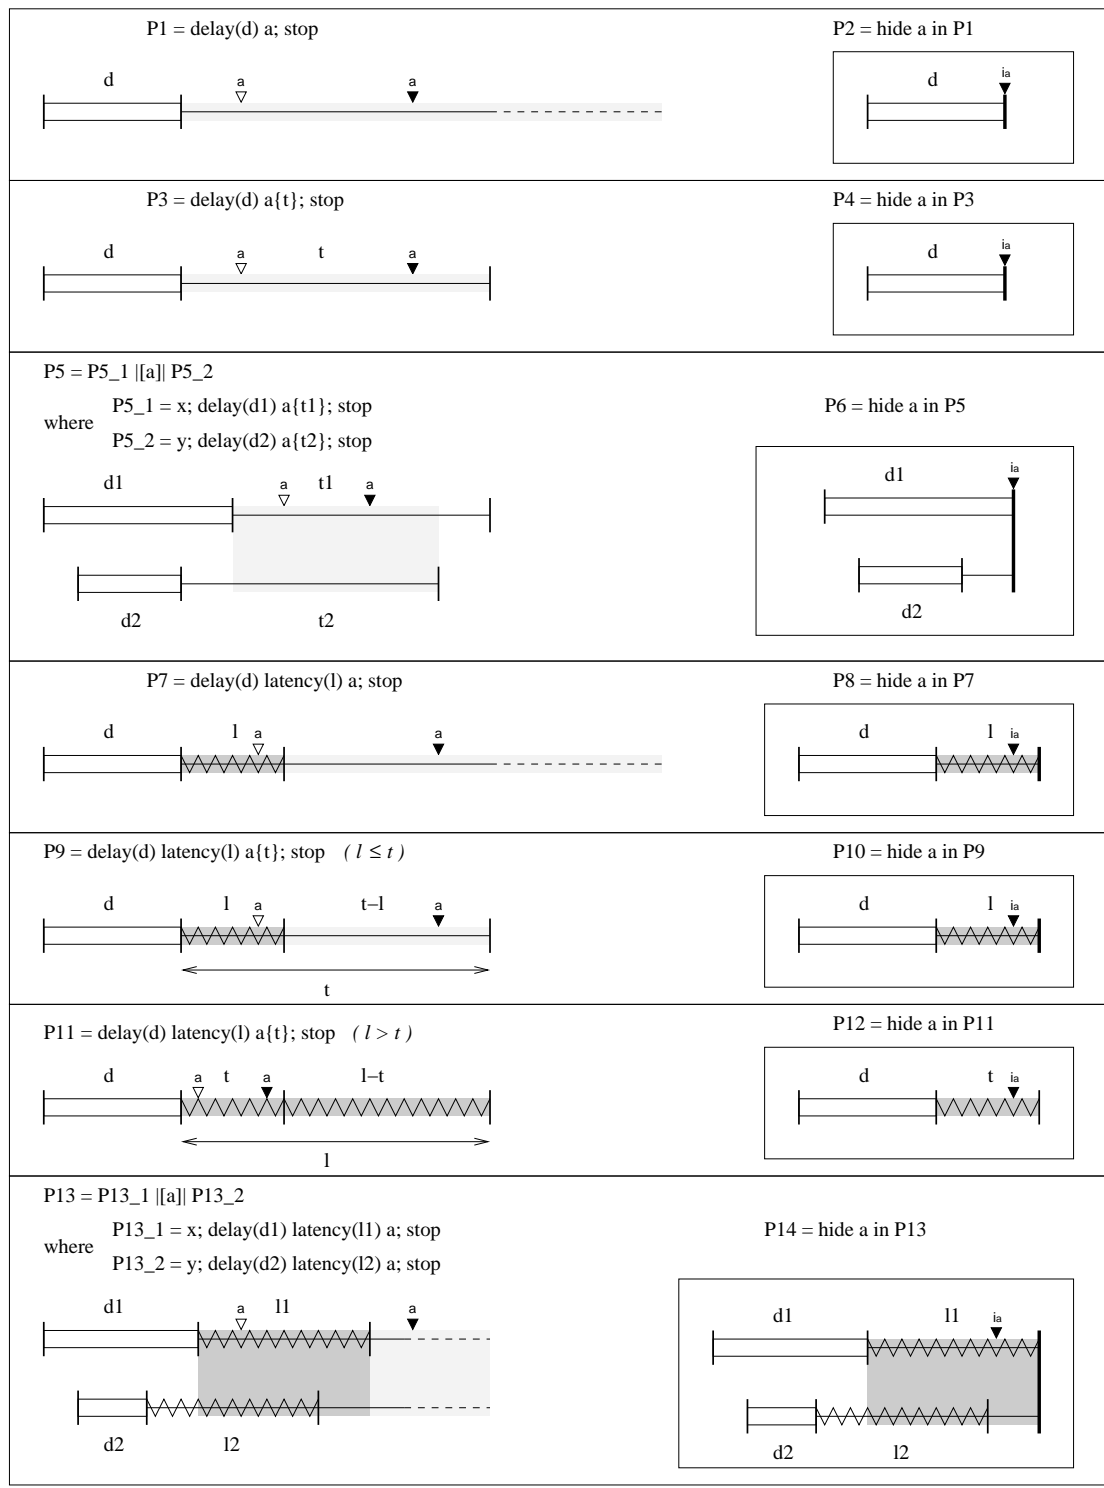 P1 = delay(d) a; stop
P2 = hide a in P1
d
a
a
d
ia
P3 = delay(d) a{t}; stop
P4 = hide a in P3
d
a
t
a
d
ia
P5 = P5_1 |[a]| P5_2
where
P5_1 = x; delay(d1) a{t1}; stop
P5_2 = y; delay(d2) a{t2}; stop
P6 = hide a in P5
d1
a
t1
a
d2
t2
d1
ia
d2
P7 = delay(d) latency(l) a; stop
P8 = hide a in P7
d
l
a
a
d
l
ia
P9 = delay(d) latency(l) a{t}; stop ( l ≤ t )
P10 = hide a in P9
d
l
a
t−l
a
t
d
l
ia
P11 = delay(d) latency(l) a{t}; stop ( l > t )
P12 = hide a in P11
d
a
t
a
l−t
l
d
t
ia
P13 = P13_1 |[a]| P13_2
where
P13_1 = x; delay(d1) latency(l1) a; stop
P13_2 = y; delay(d2) latency(l2) a; stop
P14 = hide a in P13
d1
a
l1
a
d2
l2
d1
l1
ia
d2
l2